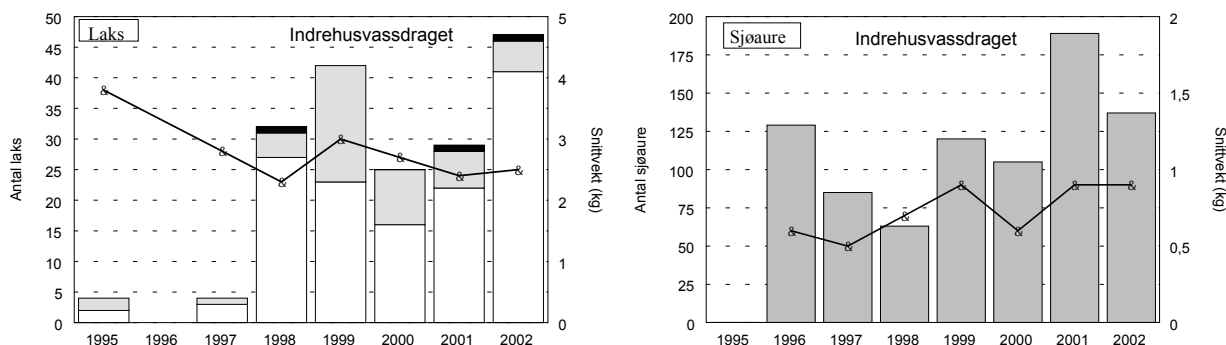 Laks
Indrehusvassdraget
Antal laks
50
45
40
35
30
25
20
15
10
5
0
5
4
3
2
1
0
Snittvekt (kg)
& & & & & & &
1995 1996 1997 1998 1999 2000 2001 2002
Sjøaure
Indrehusvassdraget
Antal sjøaure
200
175
150
125
100
75
50
25
0
2
1,5
1
0,5
0
Snittvekt (kg)
& & & & & & &
1995 1996 1997 1998 1999 2000 2001 2002